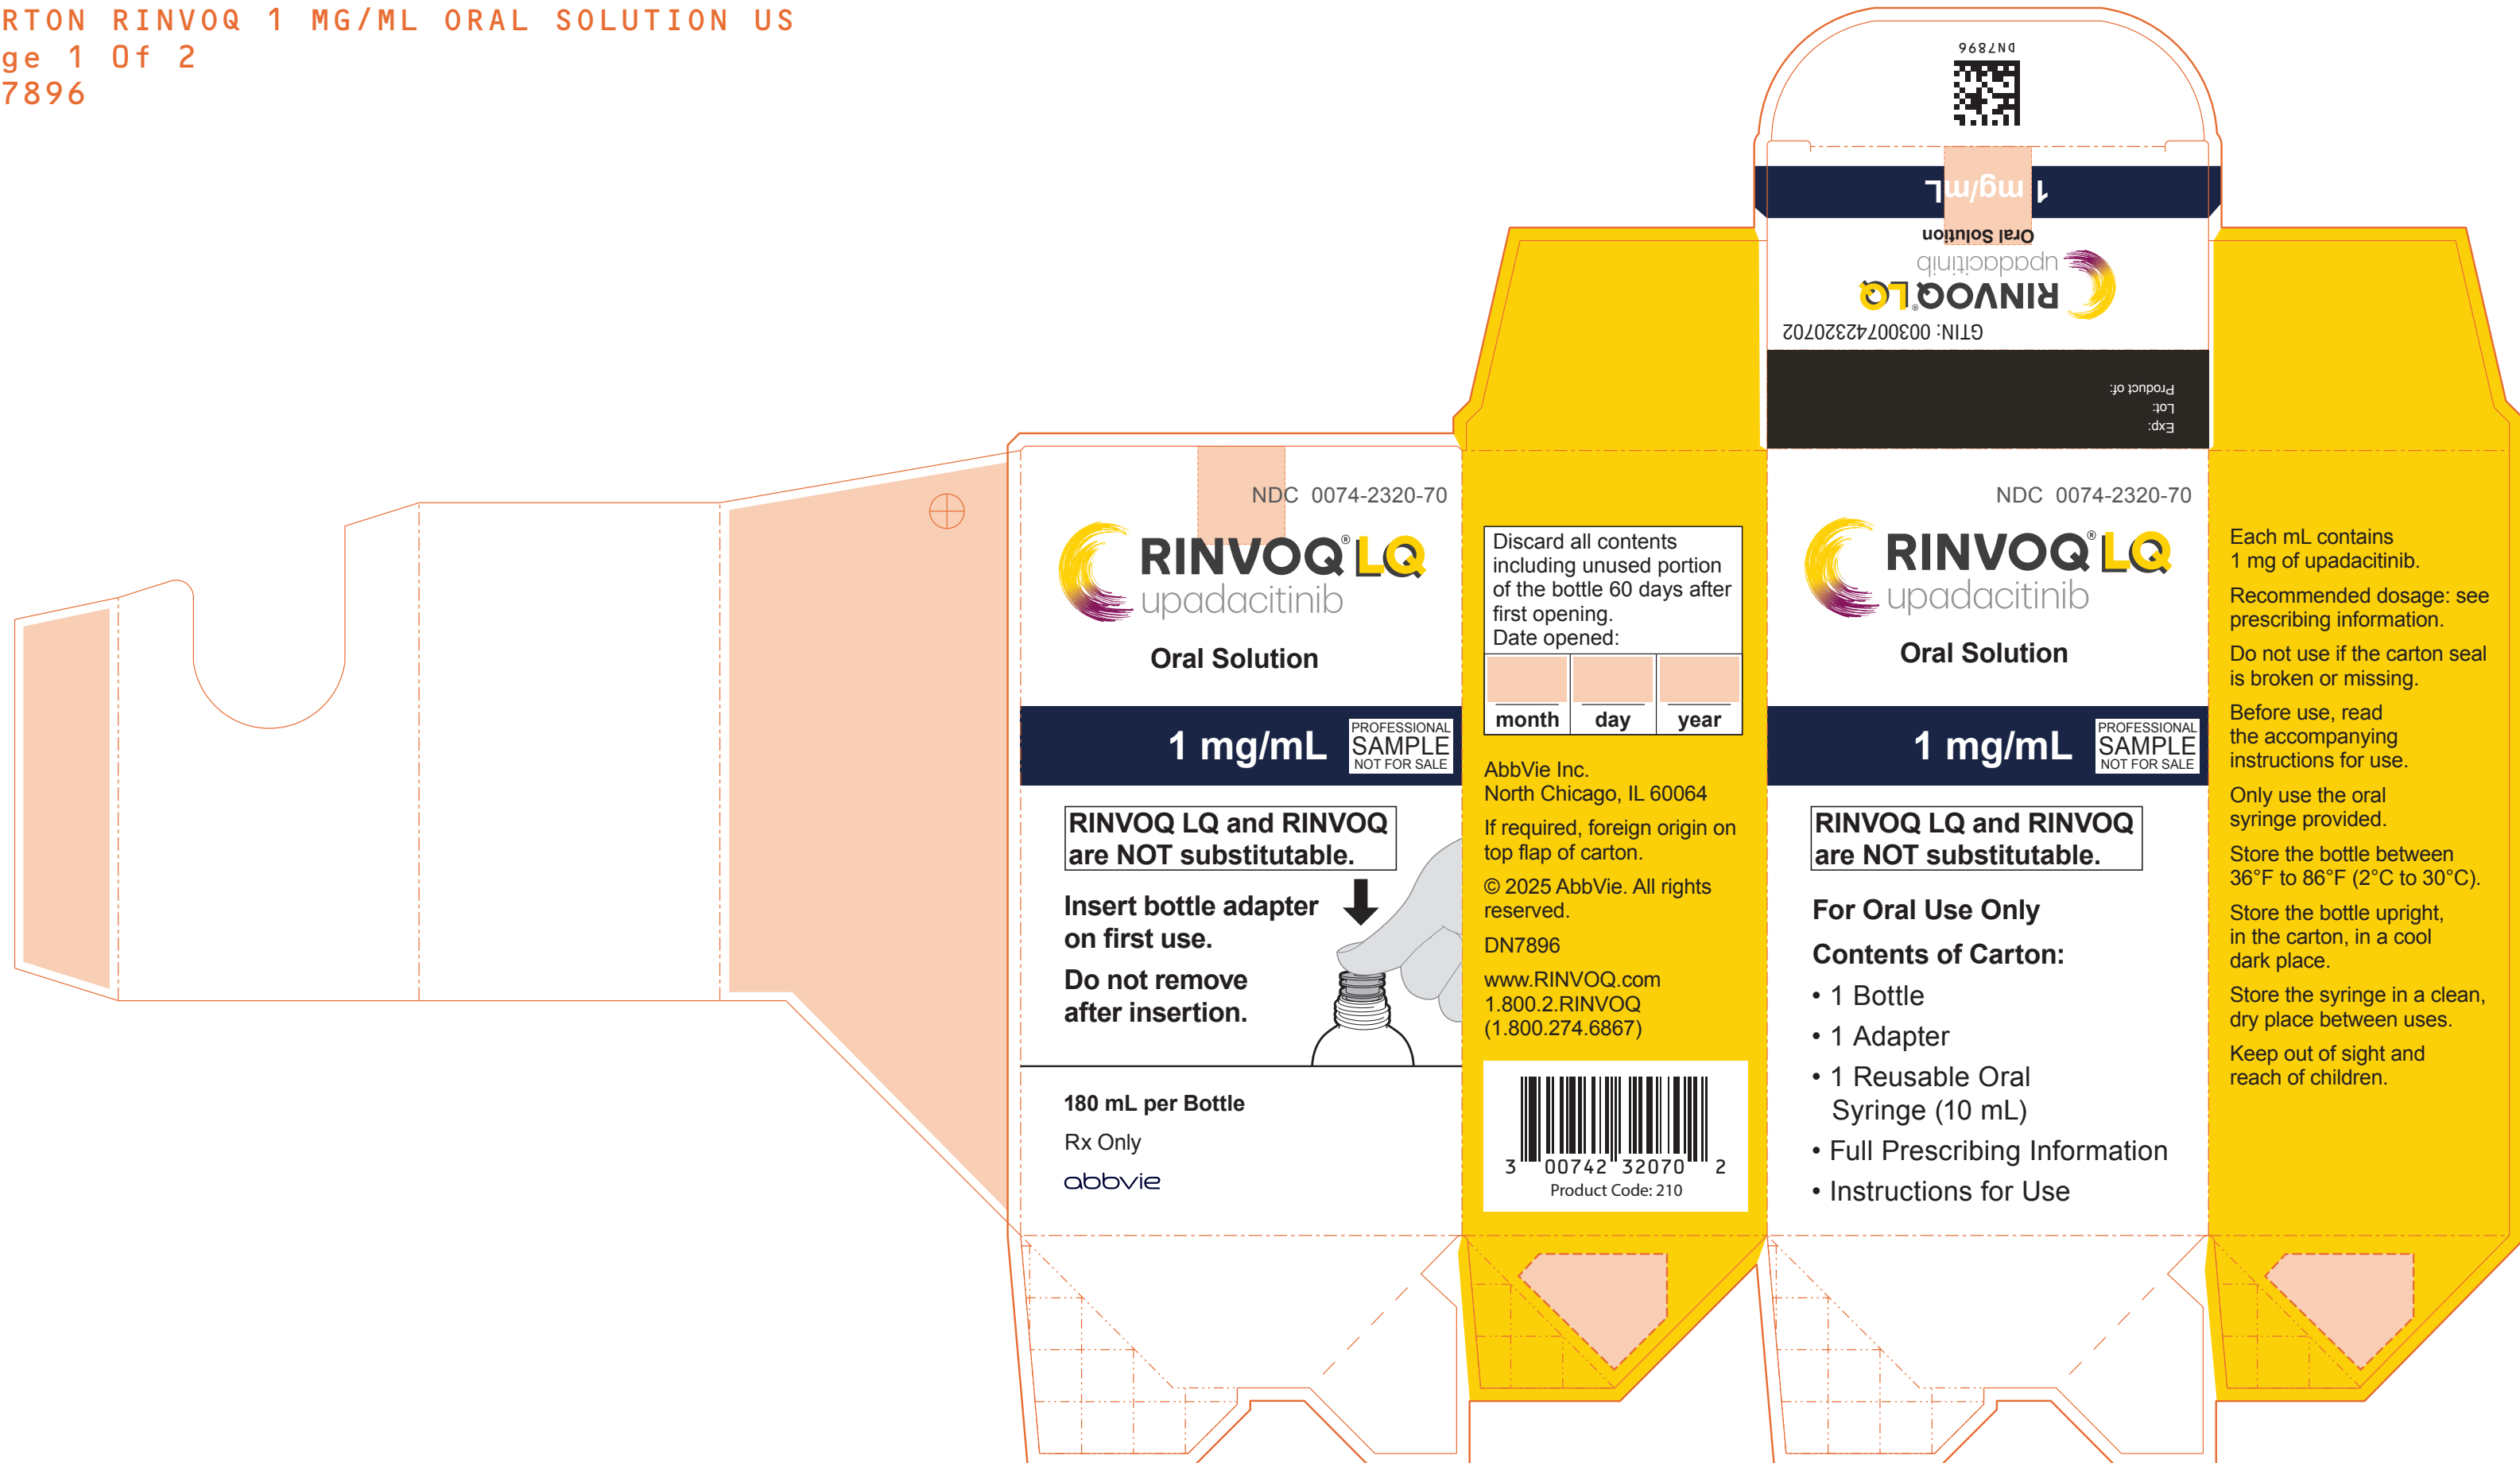 RTON RINVOQ 1 MG/ML ORAL SOLUTION US
ge 1 Of 2
7896
DN7896
1 mg/mL
Oral Solution
upadacitinib
RINVOQ® LQ
GTIN: 00300742320702
Product of:
Lot:
Exp:
NDC 0074-2320-70
RINVOQ® LQ
upadacitinib
Oral Solution
1 mg/mL
PROFESSIONAL
SAMPLE
NOT FOR SALE
RINVOQ LQ and RINVOQ
are NOT substitutable.
Insert bottle adapter
on first use.
Do not remove
after insertion.
180 mL per Bottle
Rx Only
abbvie
Discard all contents
including unused portion
of the bottle 60 days after
first opening.
Date opened:
month day year
AbbVie Inc.
North Chicago, IL 60064
If required, foreign origin on
top flap of carton.
© 2025 AbbVie. All rights
reserved.
DN7896
www.RINVOQ.com
1.800.2.RINVOQ
(1.800.274.6867)
3 00742 32070 2
Product Code: 210
NDC 0074-2320-70
RINVOQ® LQ
upadacitinib
Oral Solution
1 mg/mL
PROFESSIONAL
SAMPLE
NOT FOR SALE
RINVOQ LQ and RINVOQ
are NOT substitutable.
For Oral Use Only
Contents of Carton:
• 1 Bottle
• 1 Adapter
• 1 Reusable Oral
Syringe (10 mL)
• Full Prescribing Information
• Instructions for Use
Each mL contains
1 mg of upadacitinib.
Recommended dosage: see
prescribing information.
Do not use if the carton seal
is broken or missing.
Before use, read
the accompanying
instructions for use.
Only use the oral
syringe provided.
Store the bottle between
36°F to 86°F (2°C to 30°C).
Store the bottle upright,
in the carton, in a cool
dark place.
Store the syringe in a clean,
dry place between uses.
Keep out of sight and
reach of children.